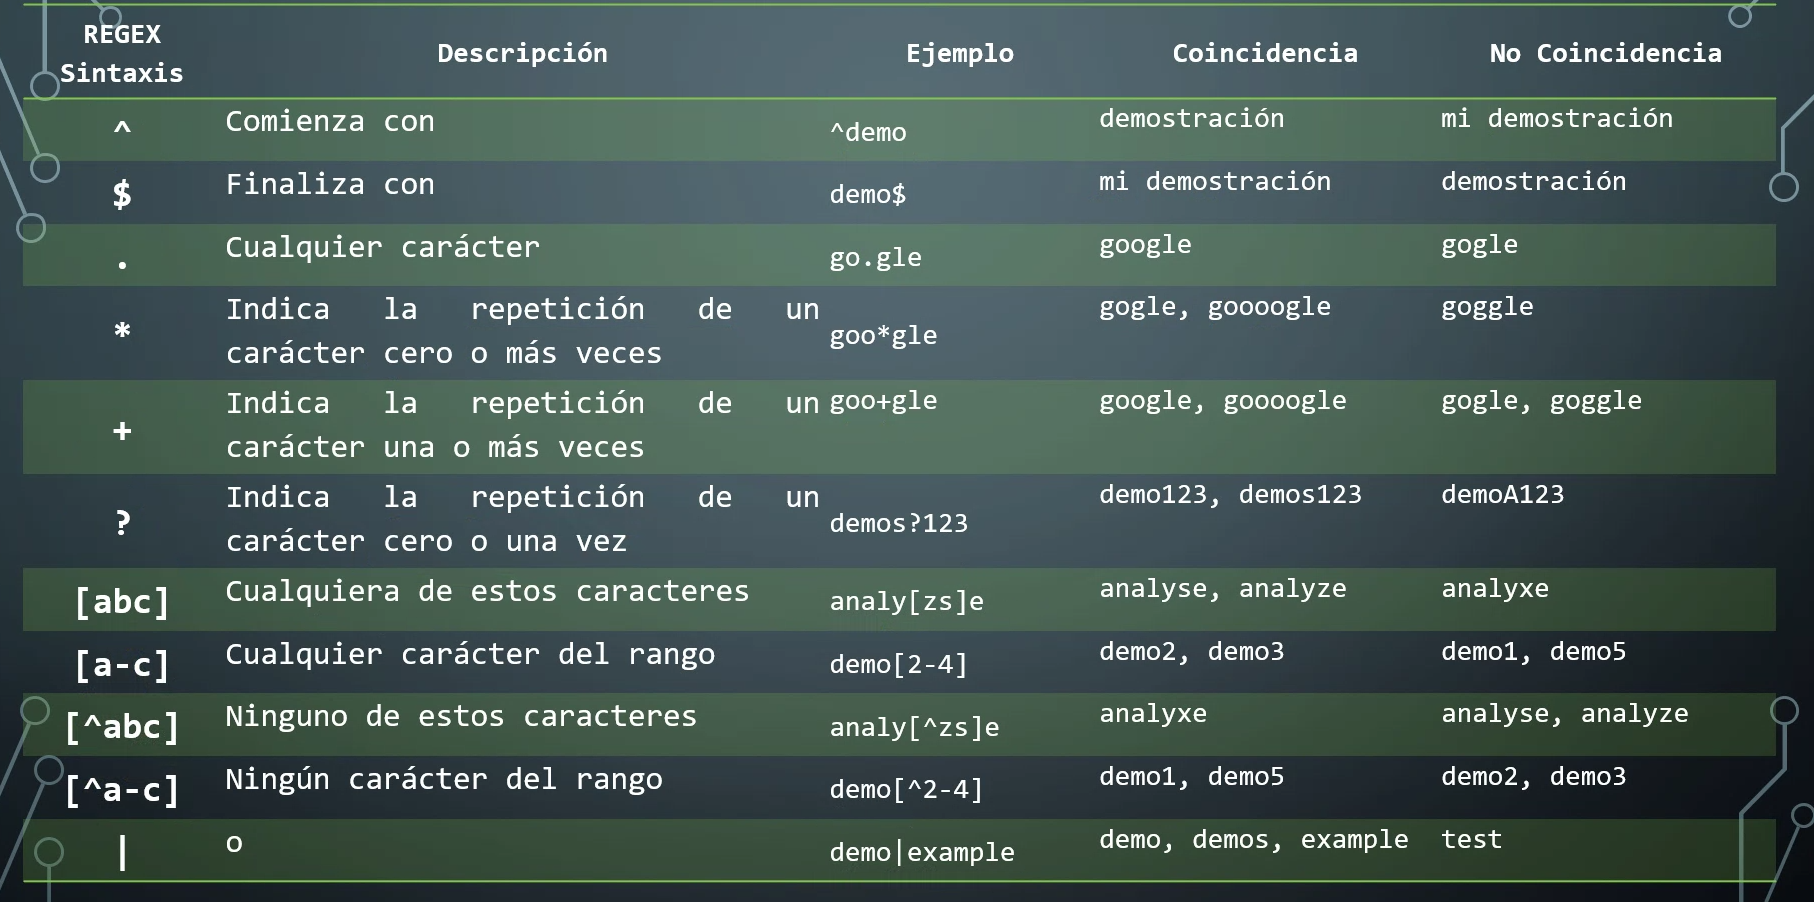 REGEX Sintaxis Descripción Ejemplo Coincidencia No Coincidencia
^ Comienza con ^demo demostración mi demostración
$ Finaliza con demo$ mi demostración demostración
. Cualquier carácter go.gle google gogle
* Indica la repetición de un goo*gle gogle, goooogle goggle
carácter cero o más veces
+ Indica la repetición de un goo+gle google, goooogle gogle, goggle
carácter una o más veces
? Indica la repetición de un demos?123 demo123, demos123 demoA123
carácter cero o una vez
[abc] Cualquiera de estos caracteres analy[zs]e analyse, analyze analyxe
[a-c] Cualquier carácter del rango demo[2-4] demo2, demo3 demo1, demo5
[^abc] Ninguno de estos caracteres analy[^zs]e analyxe analyse, analyze
[^a-c] Ningún carácter del rango demo[^2-4] demo1, demo5 demo2, demo3
| o demo|example demo, demos, example test